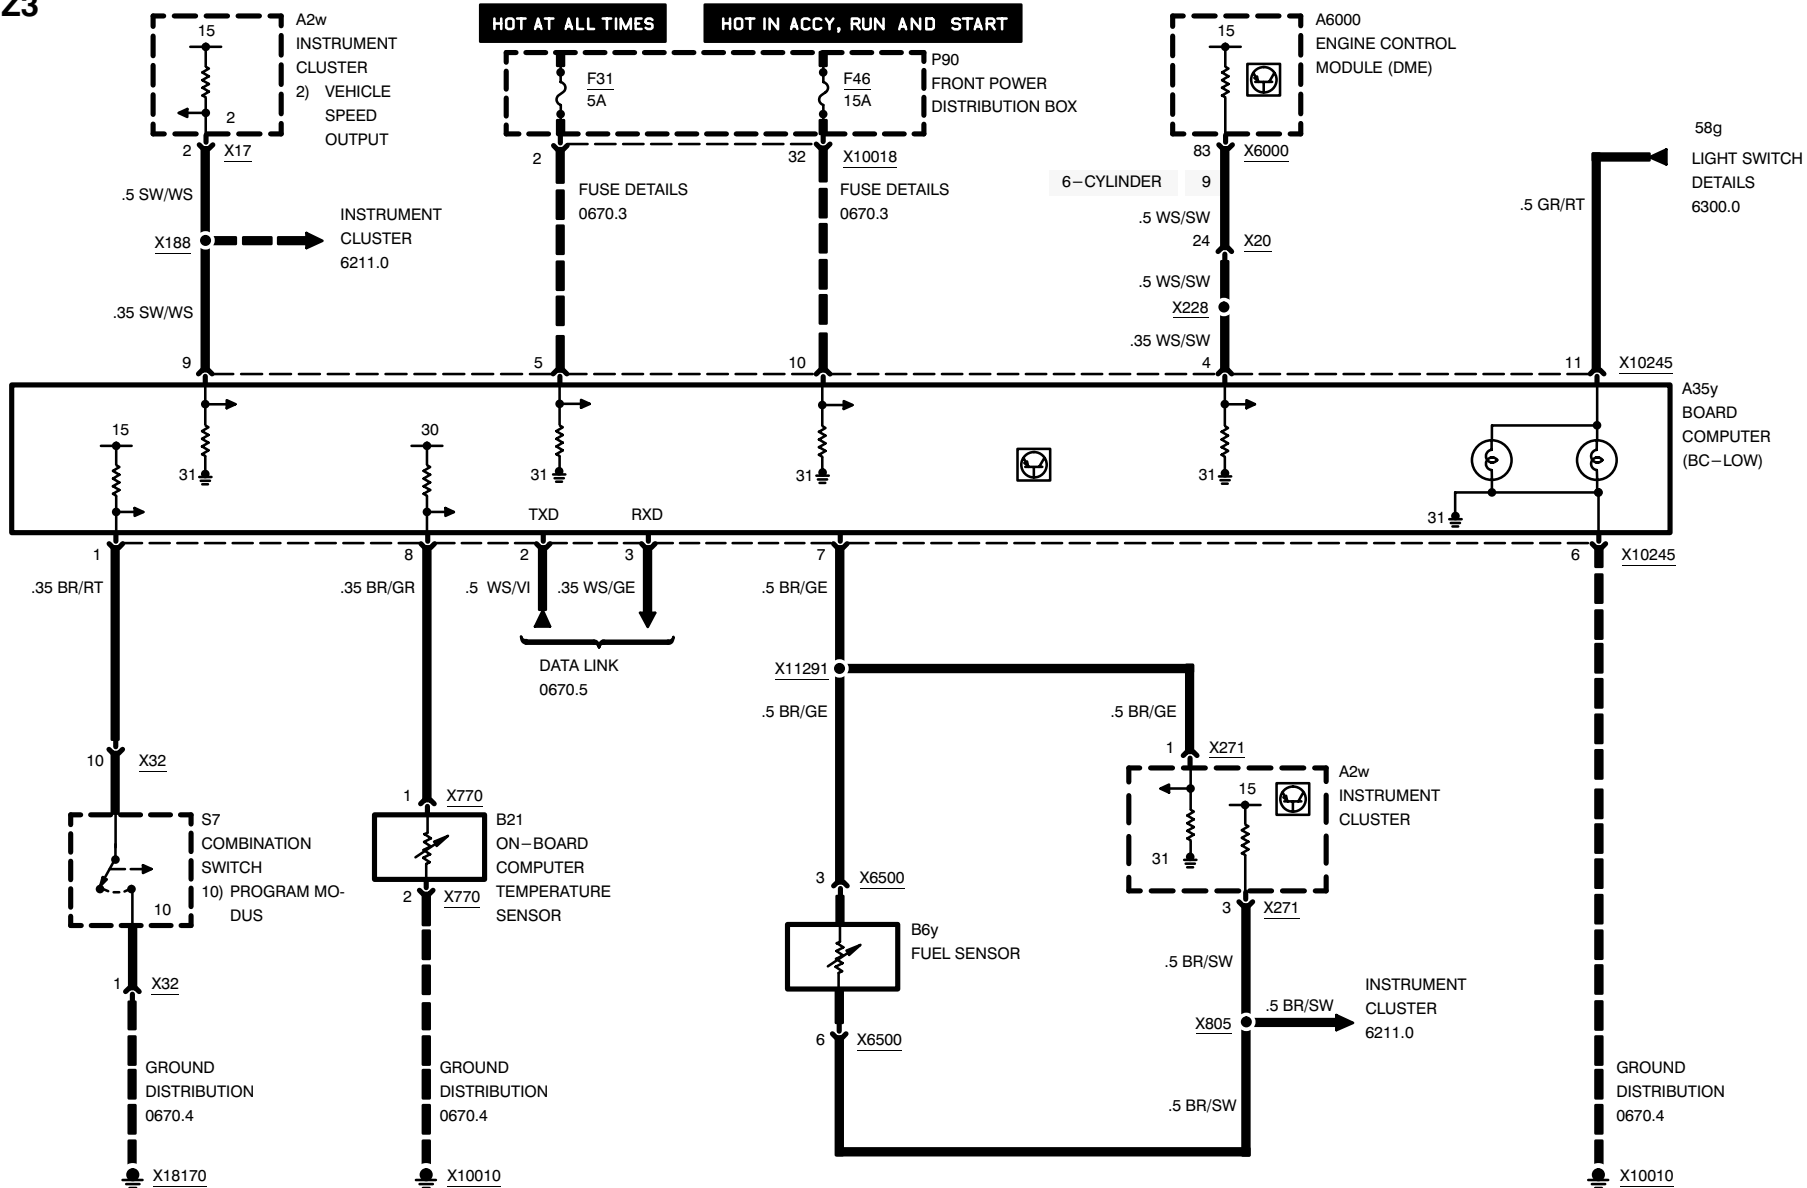 Z3
A2w
INSTRUMENT
CLUSTER
2) VEHICLE
SPEED
OUTPUT
15
2
2
X17
.5 SW/WS
X188
INSTRUMENT
CLUSTER
6211.0
.35 SW/WS
9
HOT AT ALL TIMES
HOT IN ACCY, RUN AND START
F31
5A
F46
15A
P90
FRONT POWER
DISTRIBUTION BOX
2
32
X10018
FUSE DETAILS
0670.3
FUSE DETAILS
0670.3
5
10
15
A6000
ENGINE CONTROL
MODULE (DME)
83
X6000
6-CYLINDER
9
.5 WS/SW
24
X20
.5 WS/SW
X228
.35 WS/SW
4
58g
LIGHT SWITCH
DETAILS
6300.0
.5 GR/RT
11
X10245
A35y
BOARD
COMPUTER
(BC-LOW)
15
31
30
31
31
31
31
TXD
RXD
1
8
2
3
7
6
X10245
.35 BR/RT
.35 BR/GR
.5 WS/VI
.35 WS/GE
.5 BR/GE
DATA LINK
0670.5
X11291
.5 BR/GE
.5 BR/GE
10
X32
S7
COMBINATION
SWITCH
10) PROGRAM MO-
DUS
10
1
X32
GROUND
DISTRIBUTION
0670.4
X18170
1
X770
B21
ON-BOARD
COMPUTER
TEMPERATURE
SENSOR
2
X770
GROUND
DISTRIBUTION
0670.4
X10010
3
X6500
B6y
FUEL SENSOR
6
X6500
1
X271
A2w
INSTRUMENT
CLUSTER
15
31
3
X271
.5 BR/SW
X805
.5 BR/SW
INSTRUMENT
CLUSTER
6211.0
.5 BR/SW
GROUND
DISTRIBUTION
0670.4
X10010